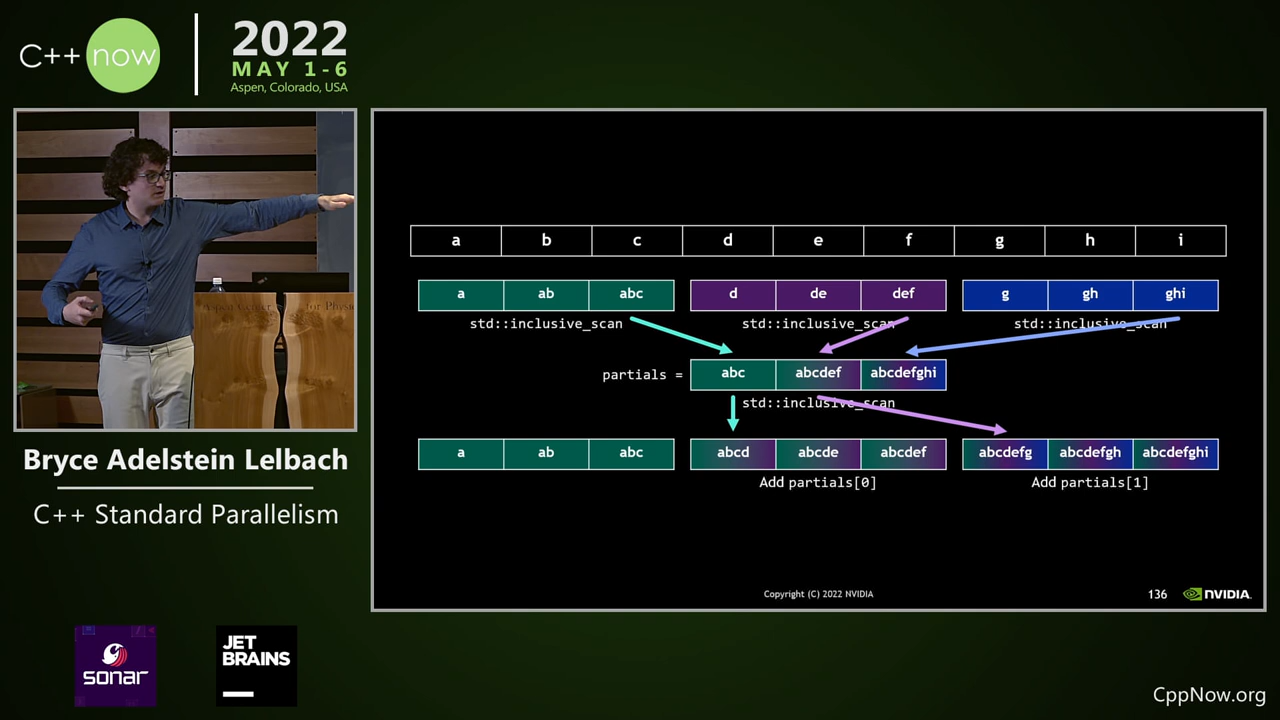 C++ now
2022
MAY 1-6
Aspen, Colorado, USA
a b c d e f g h i
a ab abc d de def g gh ghi
std::inclusive_scan std::inclusive_scan std::inclusive_scan
partials = abc abcdef abcdefghi
std::inclusive_scan
a ab abc abcd abcde abcdef abcdefg abcdefgh abcdefghi
Add partials[0] Add partials[1]
Copyright (C) 2022 NVIDIA 136 NVIDIA.
Bryce Adelstein Lelbach
C++ Standard Parallelism
sonar
JET
BRAINS
CppNow.org